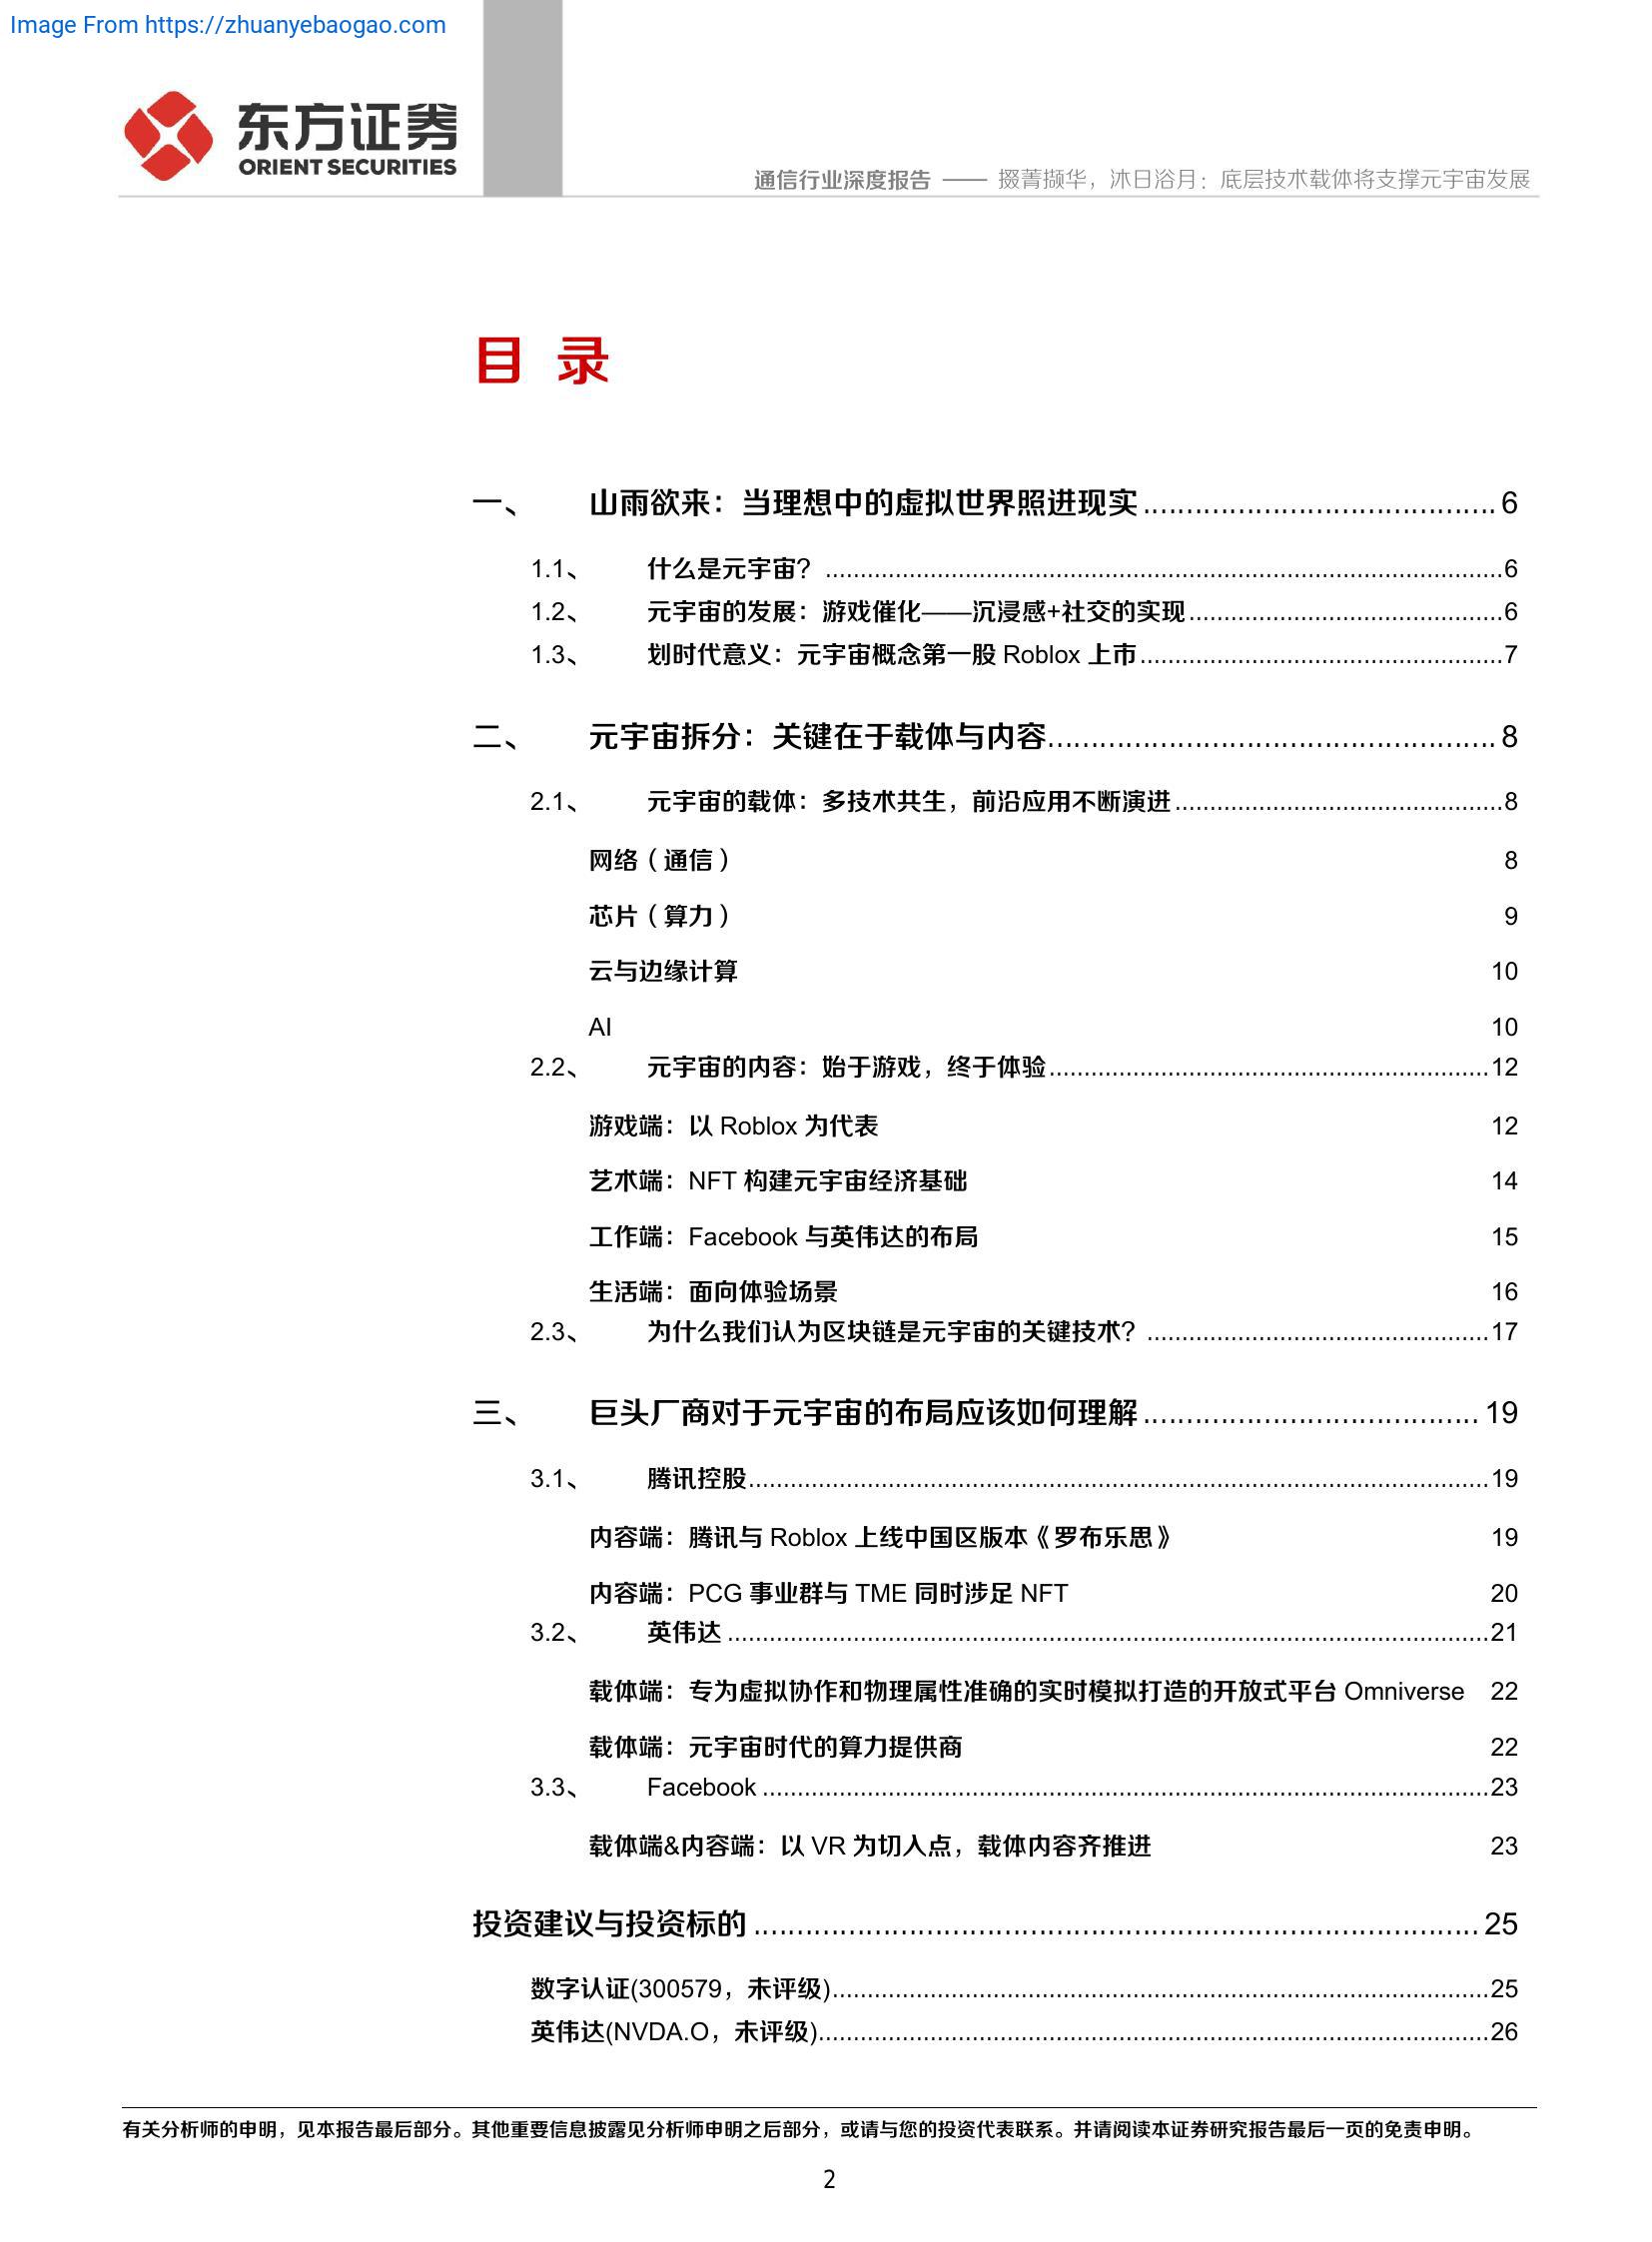 Image From https://zhuanyebaogao.com
东方证券
ORIENT SECURITIES
通信行业深度报告 —— 掇菁撷华，沐日浴月：底层技术载体将支撑元宇宙发展
目 录
一、 山雨欲来：当理想中的虚拟世界照进现实 ........................................ 6
1.1、 什么是元宇宙？ ........................................ 6
1.2、 元宇宙的发展：游戏催化——沉浸感+社交的实现 ........................................ 6
1.3、 划时代意义：元宇宙概念第一股 Roblox 上市 ........................................ 7
二、 元宇宙拆分：关键在于载体与内容 ........................................ 8
2.1、 元宇宙的载体：多技术共生，前沿应用不断演进 ........................................ 8
网络（通信） 8
芯片（算力） 9
云与边缘计算 10
AI 10
2.2、 元宇宙的内容：始于游戏，终于体验 ........................................ 12
游戏端：以 Roblox 为代表 12
艺术端：NFT 构建元宇宙经济基础 14
工作端：Facebook 与英伟达的布局 15
生活端：面向体验场景 16
2.3、 为什么我们认为区块链是元宇宙的关键技术？ ........................................ 17
三、 巨头厂商对于元宇宙的布局应该如何理解 ........................................ 19
3.1、 腾讯控股 ........................................ 19
内容端：腾讯与 Roblox 上线中国区版本《罗布乐思》 19
内容端：PCG 事业群与 TME 同时涉足 NFT 20
3.2、 英伟达 ........................................ 21
载体端：专为虚拟协作和物理属性准确的实时模拟打造的开放式平台 Omniverse 22
载体端：元宇宙时代的算力提供商 22
3.3、 Facebook ........................................ 23
载体端&内容端：以 VR 为切入点，载体内容齐推进 23
投资建议与投资标的 ........................................ 25
数字认证(300579，未评级) ........................................ 25
英伟达(NVDA.O，未评级) ........................................ 26
有关分析师的申明，见本报告最后部分。其他重要信息披露见分析师申明之后部分，或请与您的投资代表联系。并请阅读本证券研究报告最后一页的免责申明。
2